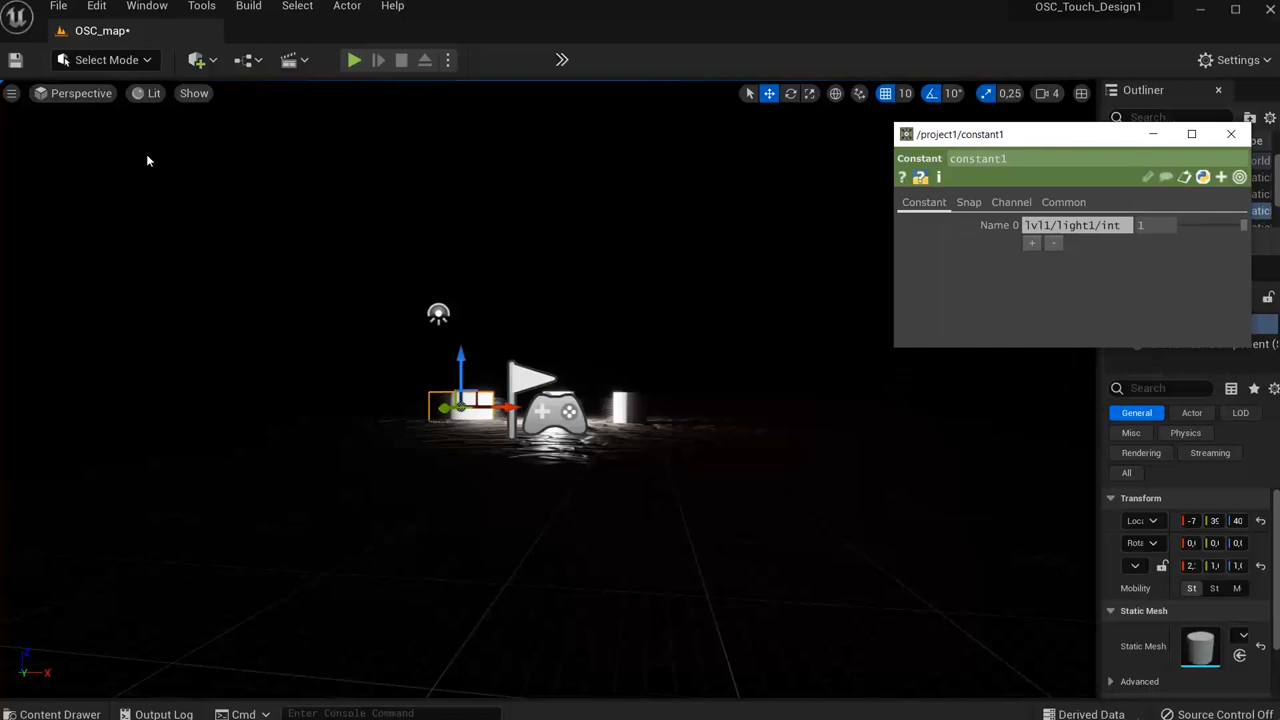 File Edit Window Tools Build Select Actor Help OSC_Touch_Design1
OSC_map*
Select Mode Settings
Perspective Lit Show 10 10° 0,25 4 Outliner
Search
/project1/constant1
Constant constant1
Constant Snap Channel Common
Name 0 lvl1/light1/int 1
+ -
Search
General Actor LOD
Misc Physics
Rendering Streaming
All
Transform
Mobility St St M
Static Mesh
Static Mesh
Advanced
Content Drawer Output Log Cmd Enter Console Command Derived Data Source Control Off